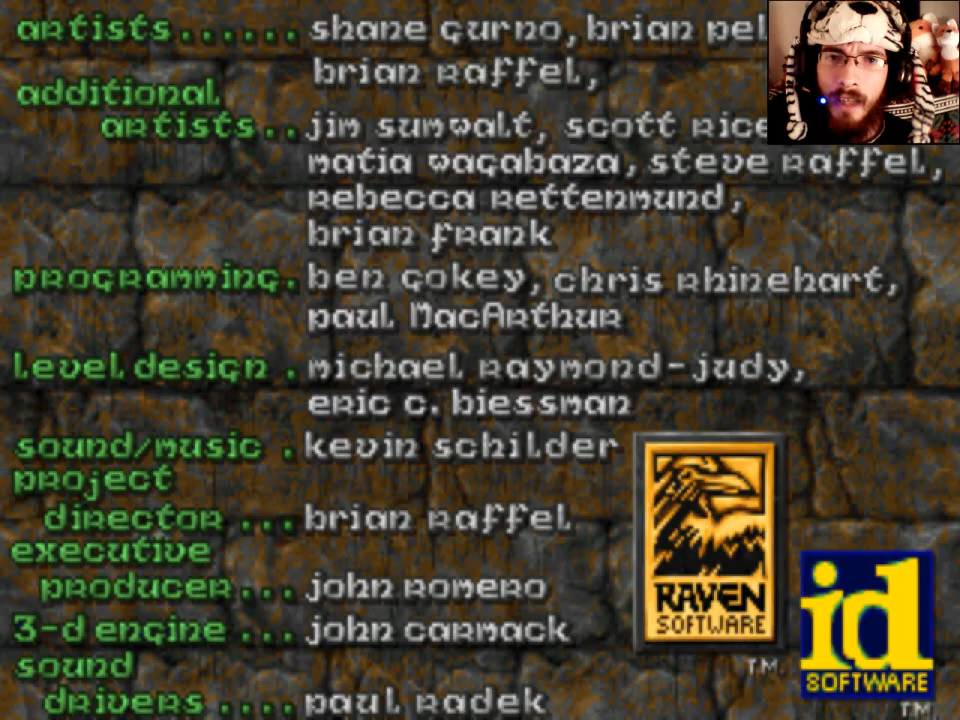 artists...... shane gurno, brian pel
brian raffel,
additional
artists.. jim sumwalt, scott rice
matia wagabaza, steve raffel,
rebecca rettenmund,
brian frank
programming. ben gokey, chris rhinehart,
paul MacArthur
level design . michael raymond-judy,
eric c. biessman
sound/music . kevin schilder
project
director ... brian raffel
executive
producer... john romero
3-d engine ... john carmack
sound
drivers .... paul radek
RAVEN
SOFTWARE
TM
id
SOFTWARE
TM